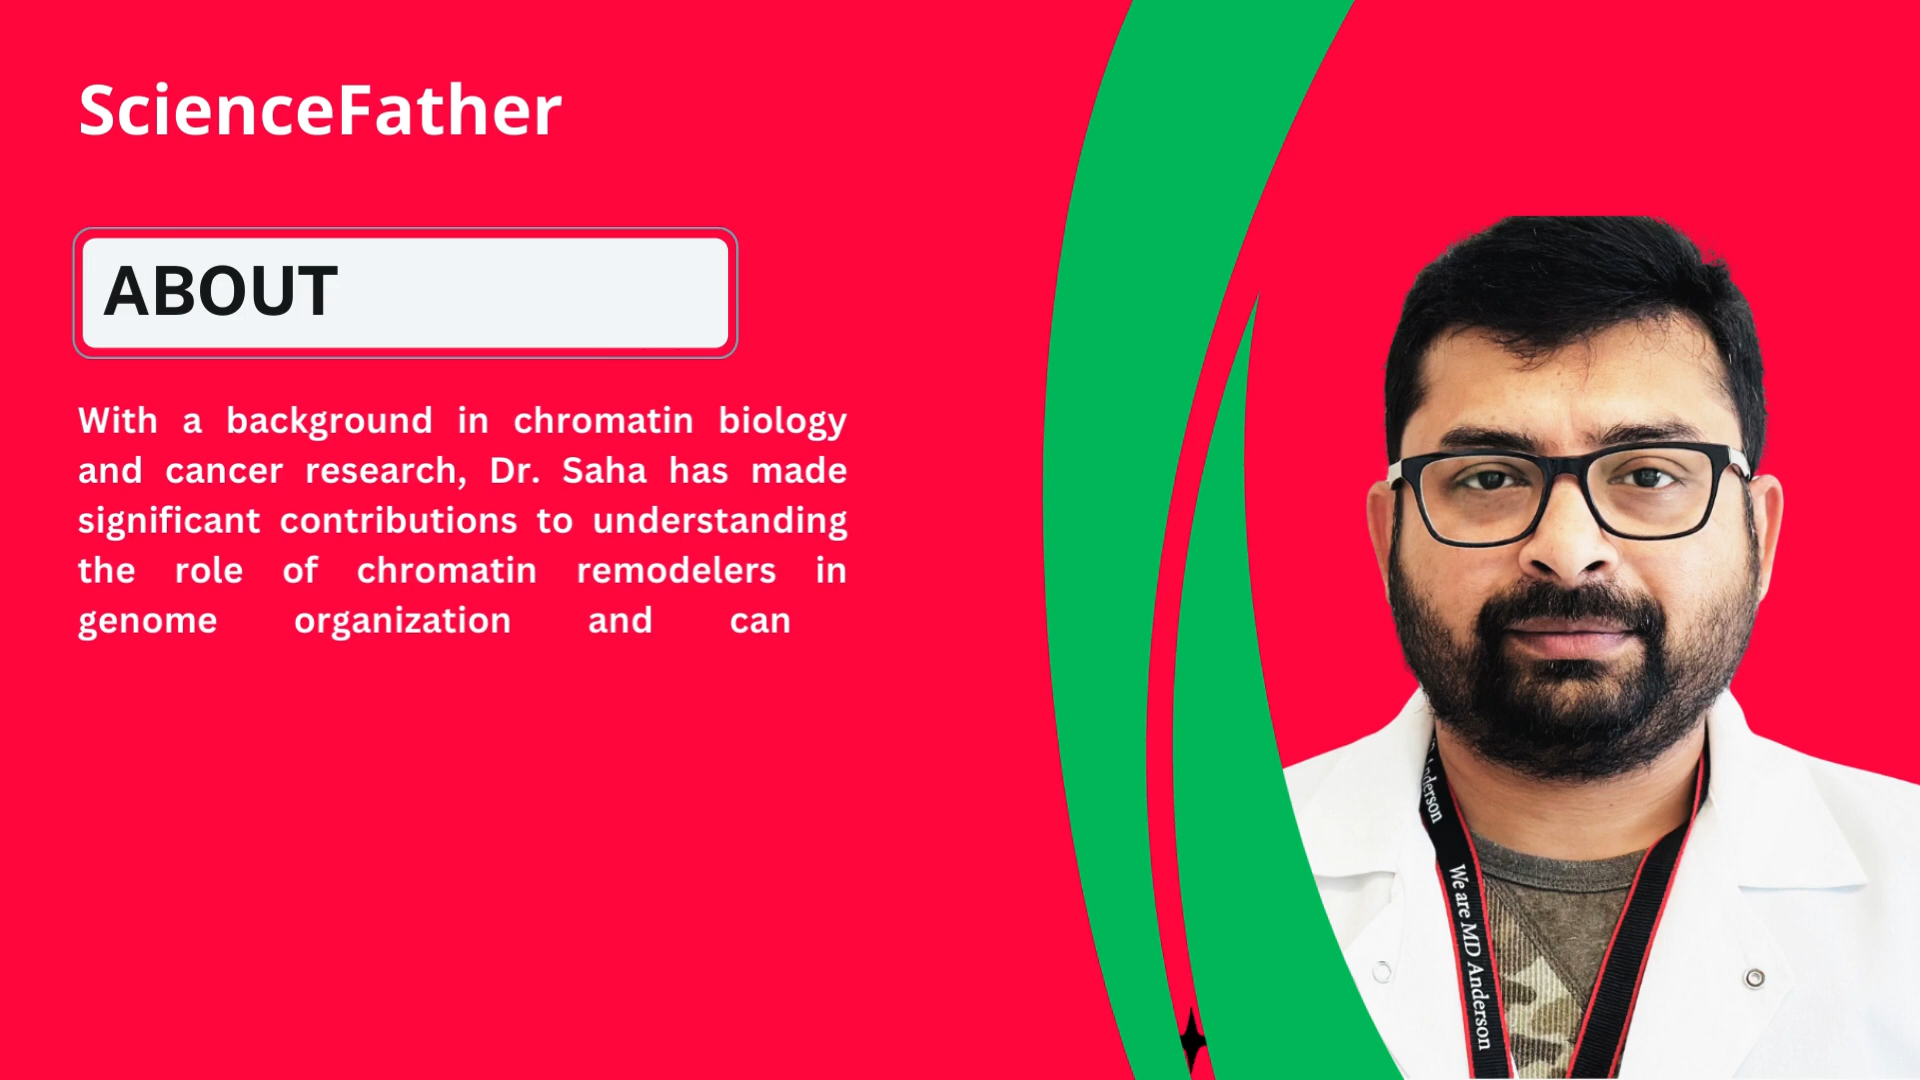 ScienceFather
ABOUT
With a background in chromatin biology
and cancer research, Dr. Saha has made
significant contributions to understanding
the role of chromatin remodelers in
genome organization and can
Anderson
We are MD Anderson